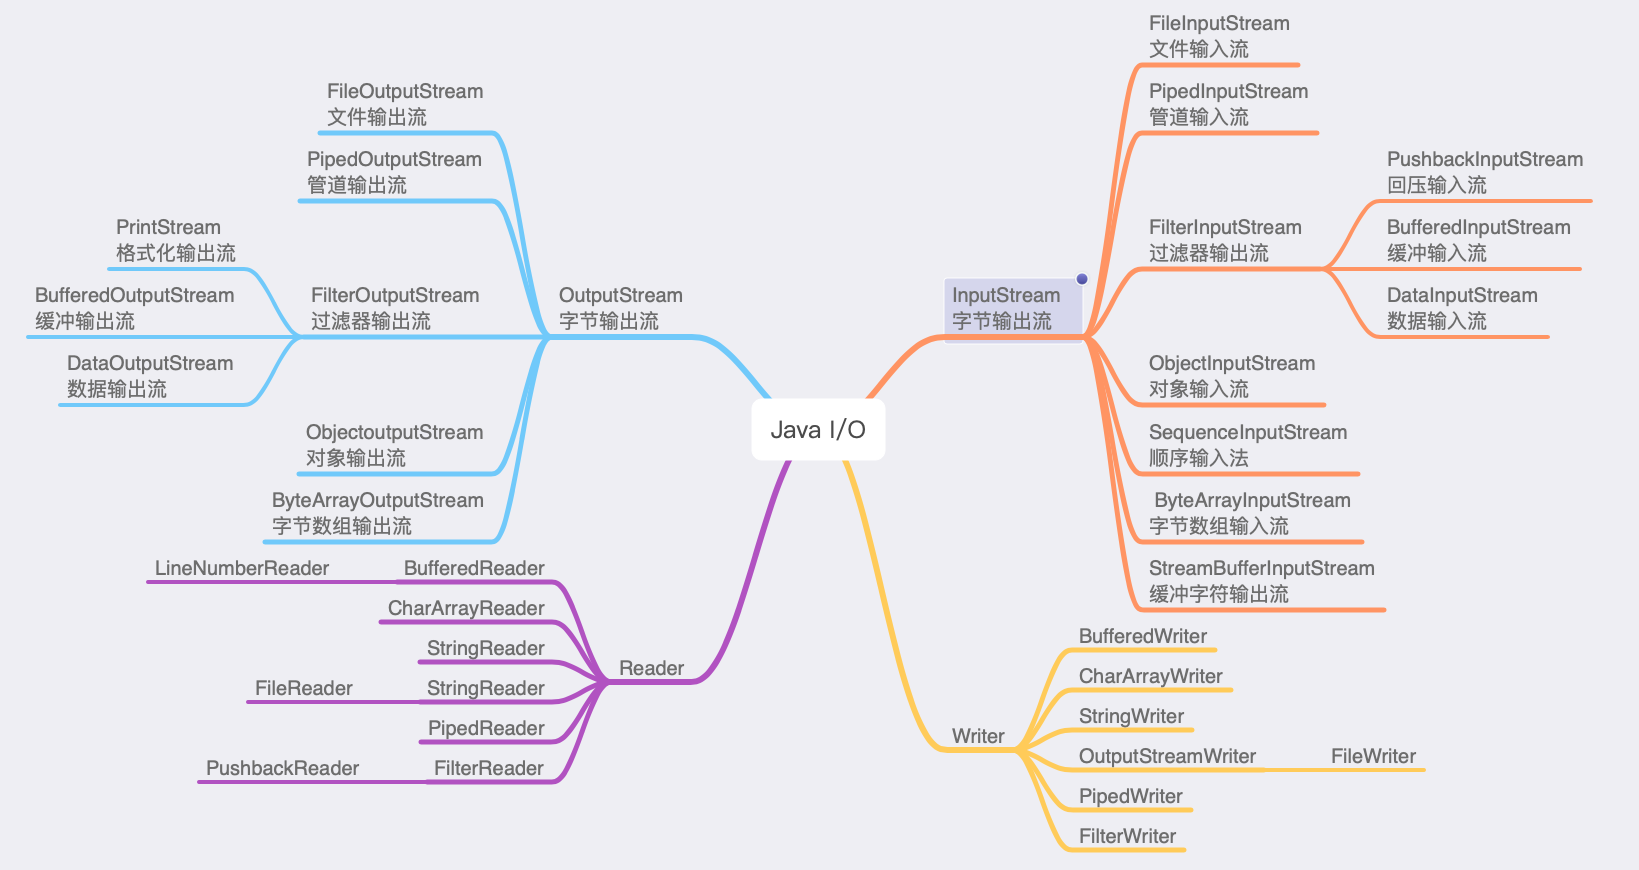 Java I/O
OutputStream
字节输出流
FileOutputStream
文件输出流
PipedOutputStream
管道输出流
FilterOutputStream
过滤器输出流
PrintStream
格式化输出流
BufferedOutputStream
缓冲输出流
DataOutputStream
数据输出流
ObjectoutputStream
对象输出流
ByteArrayOutputStream
字节数组输出流
InputStream
字节输出流
FileInputStream
文件输入流
PipedInputStream
管道输入流
FilterInputStream
过滤器输出流
PushbackInputStream
回压输入流
BufferedInputStream
缓冲输入流
DataInputStream
数据输入流
ObjectInputStream
对象输入流
SequenceInputStream
顺序输入法
ByteArrayInputStream
字节数组输入流
StreamBufferInputStream
缓冲字符输出流
Reader
BufferedReader
LineNumberReader
CharArrayReader
StringReader
StringReader
FileReader
PipedReader
FilterReader
PushbackReader
Writer
BufferedWriter
CharArrayWriter
StringWriter
OutputStreamWriter
FileWriter
PipedWriter
FilterWriter